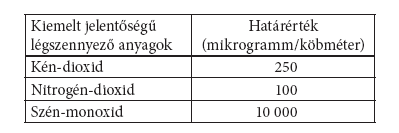 Kiemelt jelentőségű Határérték
légszennyező anyagok (mikrogramm/köbméter)
Kén-dioxid 250
Nitrogén-dioxid 100
Szén-monoxid 10 000